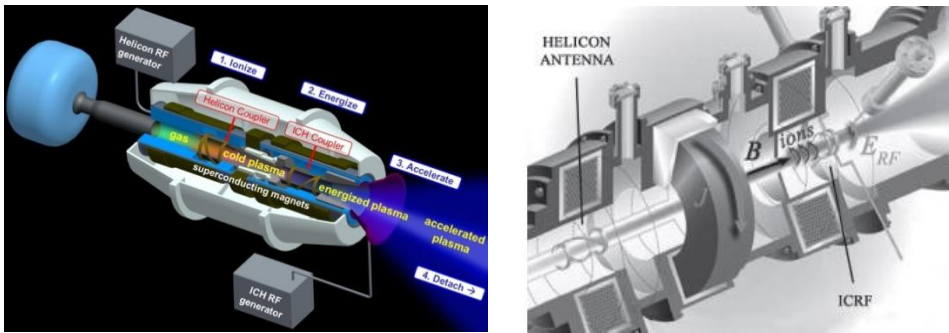 Helicon RF
generator
1. Ionize
2. Energize
Helicon Coupler
ICH Coupler
gas
cold plasma
superconducting magnets
energized plasma
3. Accelerate
accelerated
plasma
4. Detach →
ICH RF
generator
HELICON
ANTENNA
B
ions
E RF
ICRF